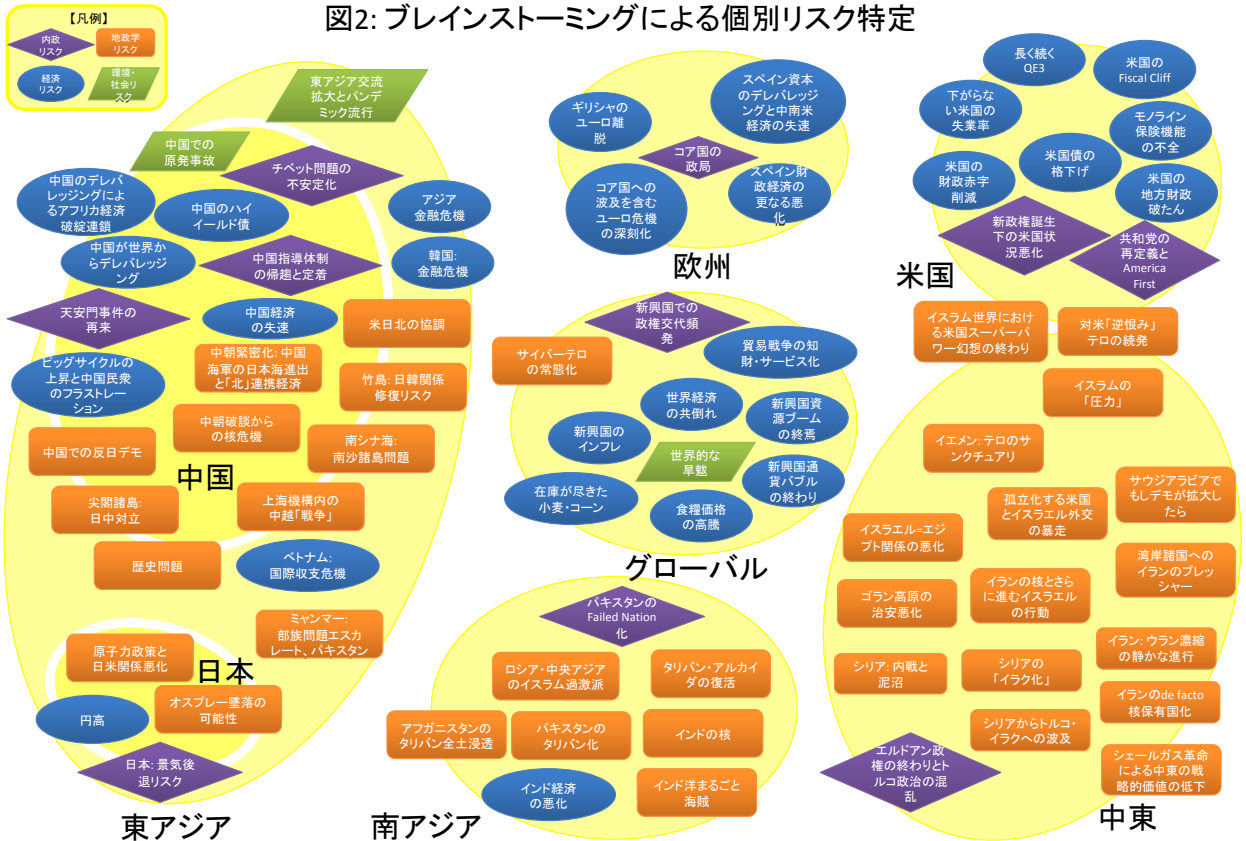 図2: ブレインストーミングによる個別リスク特定
【凡例】
内政
リスク
地政学
リスク
経済
リスク
環境・
社会リ
スク
東アジア交流
拡大とパンデ
ミック流行
中国での
原発事故
チベット問題の
不安定化
中国のデレバ
レッジングによ
るアフリカ経済
破綻連鎖
中国のハイ
イールド債
アジア
金融危機
中国が世界か
らデレバレッジ
ング
中国指導体制
の帰趨と定着
韓国:
金融危機
天安門事件の
再来
中国経済
の失速
米日北の協調
ビッグサイクルの
上昇と中国民衆
のフラストレー
ション
中朝緊密化: 中国
海軍の日本海進出
と「北」連携経済
竹島: 日韓関係
修復リスク
中朝破談から
の核危機
南シナ海:
南沙諸島問題
中国での反日デモ
中国
尖閣諸島:
日中対立
上海機構内の
中越「戦争」
歴史問題
ベトナム:
国際収支危機
ミャンマー:
部族問題エスカ
レート、パキスタン
原子力政策と
日米関係悪化
日本
オスプレー墜落の
可能性
円高
日本: 景気後
退リスク
東アジア
ギリシャの
ユーロ離
脱
スペイン資本
のデレバレッジ
ングと中南米
経済の失速
コア国の
政局
コア国への
波及を含む
ユーロ危機
の深刻化
スペイン財
政経済の
更なる悪
化
欧州
長く続く
QE3
米国の
Fiscal Cliff
下がらな
い米国の
失業率
モノライン
保険機能
の不全
米国の
財政赤字
削減
米国債の
格下げ
米国の
地方財政
破たん
新政権誕生
下の米国状
況悪化
共和党の
再定義と
America
First
米国
新興国での
政権交代頻
発
サイバーテロ
の常態化
貿易戦争の知
財・サービス化
世界経済
の共倒れ
新興国資
源ブーム
の終焉
新興国の
インフレ
世界的な
旱魃
新興国通
貨バブル
の終わり
在庫が尽きた
小麦・コーン
食糧価格
の高騰
グローバル
パキスタンの
Failed Nation
化
ロシア・中央アジア
のイスラム過激派
タリバン・アルカイ
ダの復活
アフガニスタンの
タリバン全土浸透
パキスタンの
タリバン化
インドの核
インド経済
の悪化
インド洋まるごと
海賊
南アジア
イスラム世界におけ
る米国スーパーパ
ワー幻想の終わり
対米「逆恨み」
テロの続発
イスラムの
「圧力」
イエメン: テロのサ
ンクチュアリ
サウジアラビアで
もしデモが拡大し
たら
孤立化する米国
とイスラエル外交
の暴走
イスラエル=エジ
プト関係の悪化
湾岸諸国への
イランのプレッ
シャー
ゴラン高原の
治安悪化
イランの核とさら
に進むイスラエル
の行動
イラン: ウラン濃縮
の静かな進行
シリア: 内戦と
泥沼
シリアの
「イラク化」
イランのde facto
核保有国化
シリアからトルコ・
イラクへの波及
エルドアン政
権の終わりとト
ルコ政治の混
乱
シェールガス革命
による中東の戦
略的価値の低下
中東